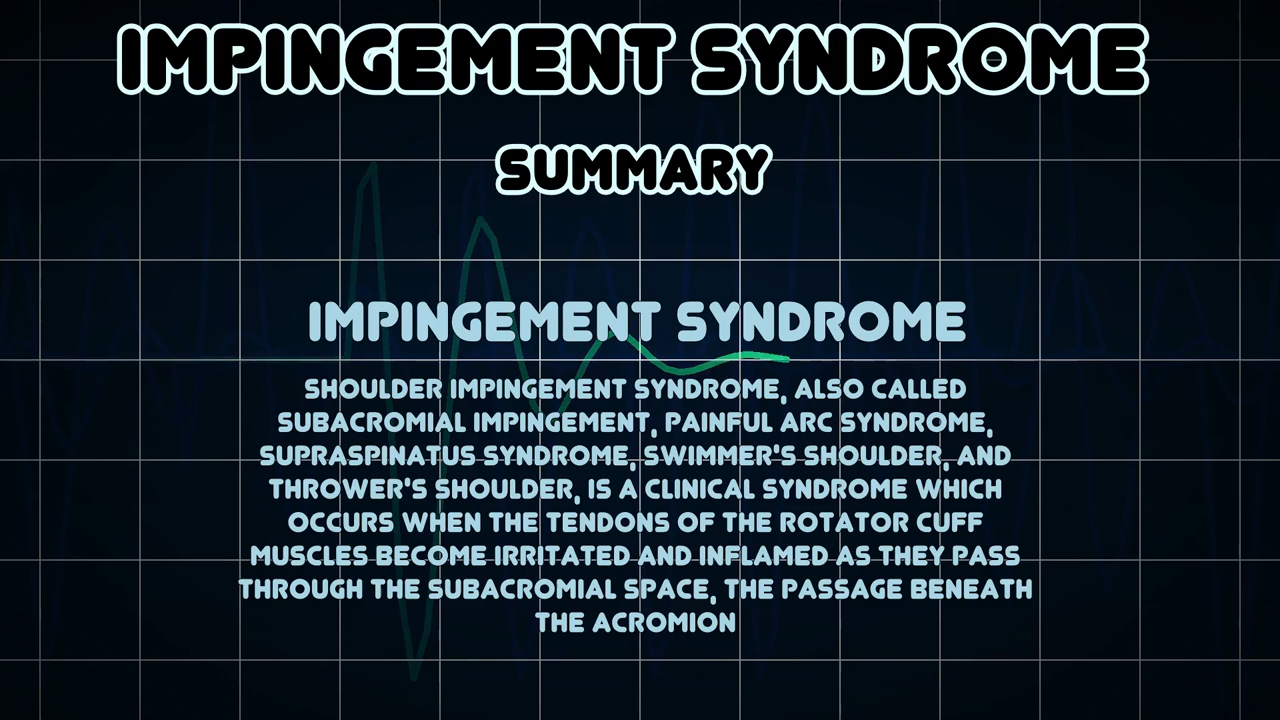 IMPINGEMENT SYNDROME
SUMMARY
IMPINGEMENT SYNDROME
SHOULDER IMPINGEMENT SYNDROME, ALSO CALLED
SUBACROMIAL IMPINGEMENT, PAINFUL ARC SYNDROME,
SUPRASPINATUS SYNDROME, SWIMMER'S SHOULDER, AND
THROWER'S SHOULDER, IS A CLINICAL SYNDROME WHICH
OCCURS WHEN THE TENDONS OF THE ROTATOR CUFF
MUSCLES BECOME IRRITATED AND INFLAMED AS THEY PASS
THROUGH THE SUBACROMIAL SPACE, THE PASSAGE BENEATH
THE ACROMION